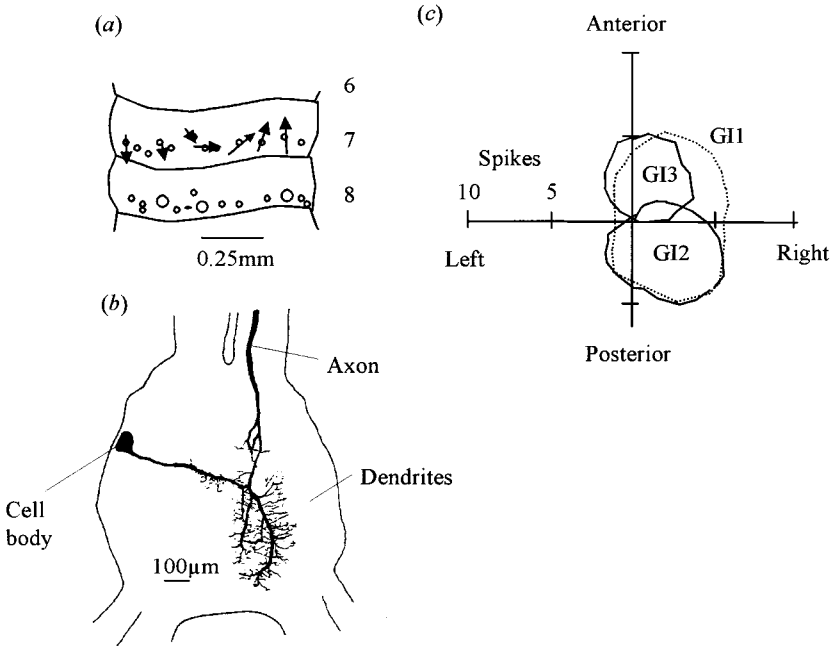 (a)
6
7
8
0.25mm
(b)
Axon
Dendrites
Cell
body
100µm
(c)
Anterior
GI1
Spikes
GI3
10
5
Left
Right
GI2
Posterior